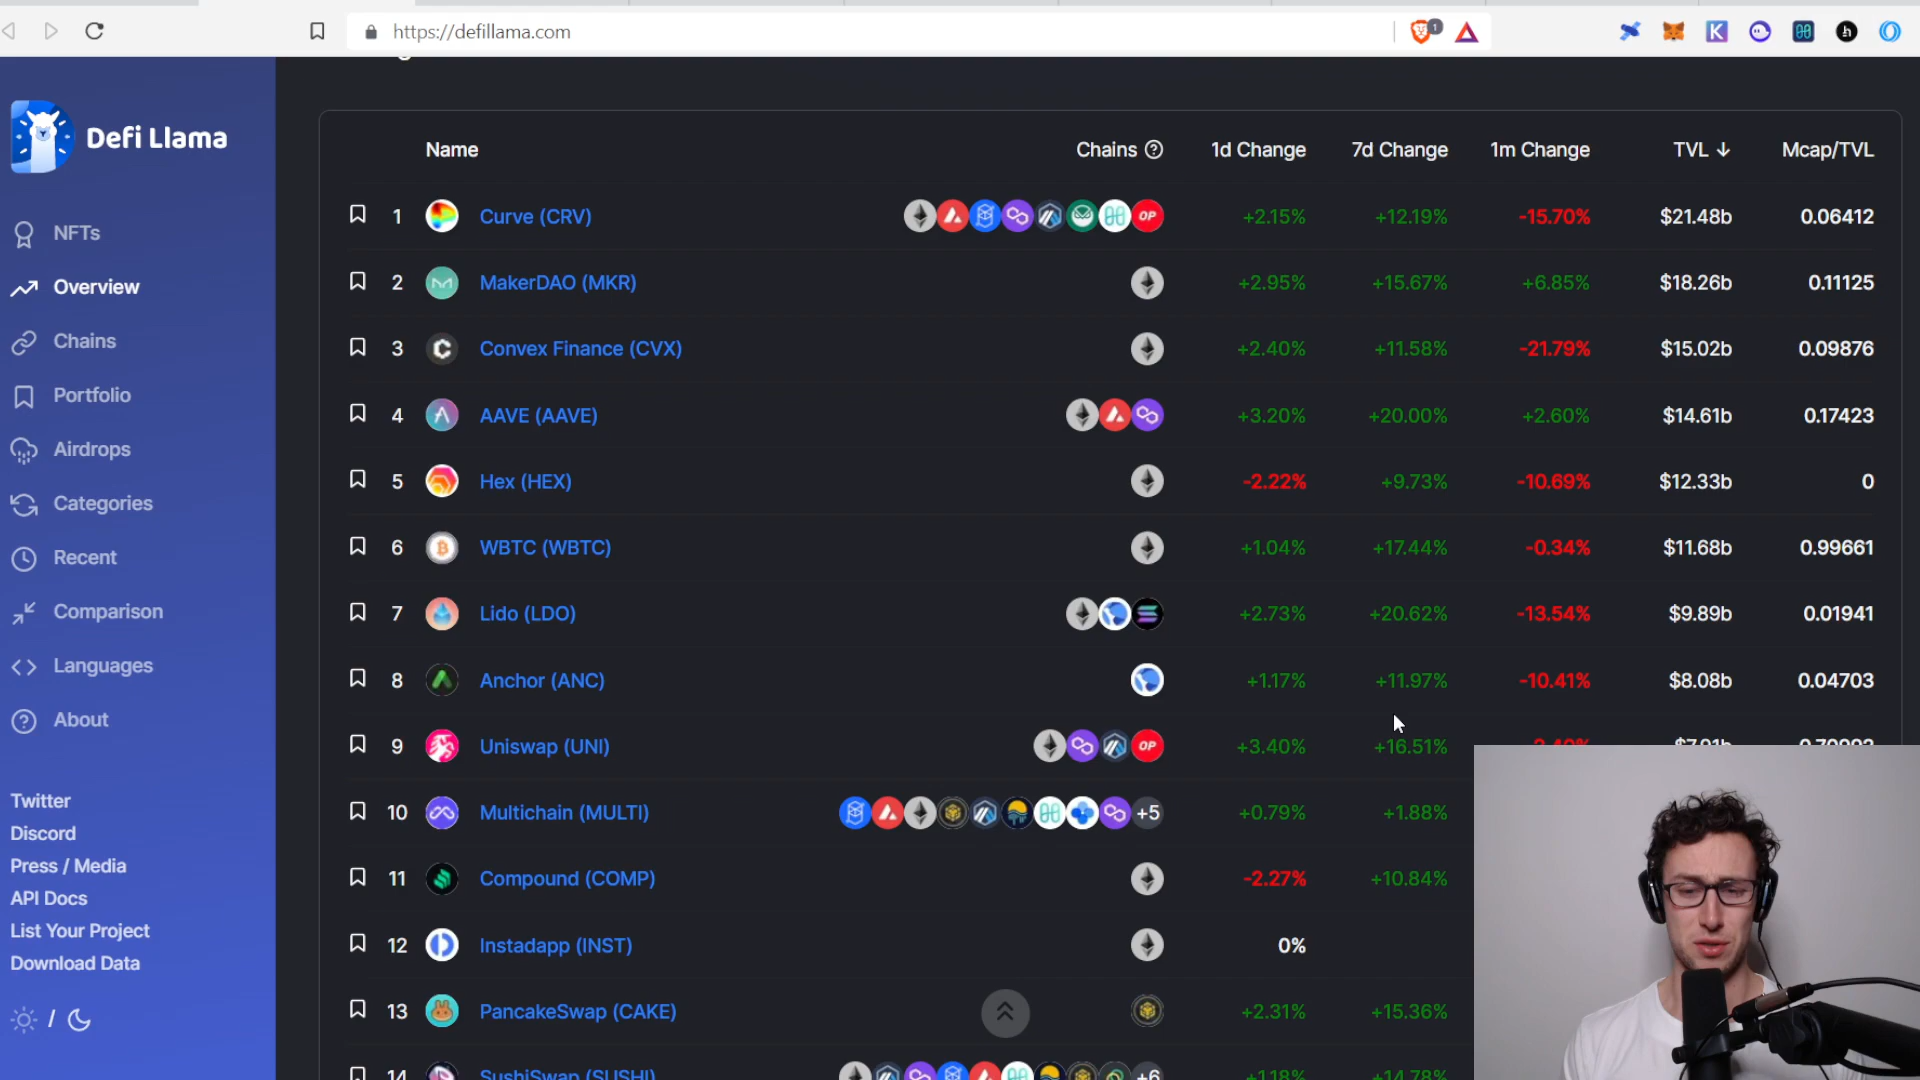 https://defillama.com
1
Defi Llama
NFTs
Overview
Chains
Portfolio
Airdrops
Categories
Recent
Comparison
Languages
About
Twitter
Discord
Press / Media
API Docs
List Your Project
Download Data
/
Name Chains 1d Change 7d Change 1m Change TVL Mcap/TVL
1 Curve (CRV) OP +2.15% +12.19% -15.70% $21.48b 0.06412
2 MakerDAO (MKR) +2.95% +15.67% +6.85% $18.26b 0.11125
3 Convex Finance (CVX) +2.40% +11.58% -21.79% $15.02b 0.09876
4 AAVE (AAVE) +3.20% +20.00% +2.60% $14.61b 0.17423
5 Hex (HEX) -2.22% +9.73% -10.69% $12.33b 0
6 WBTC (WBTC) +1.04% +17.44% -0.34% $11.68b 0.99661
7 Lido (LDO) +2.73% +20.62% -13.54% $9.89b 0.01941
8 Anchor (ANC) +1.17% +11.97% -10.41% $8.08b 0.04703
9 Uniswap (UNI) OP +3.40% +16.51%
10 Multichain (MULTI) +5 +0.79% +1.88%
11 Compound (COMP) -2.27% +10.84%
12 Instadapp (INST) 0%
13 PancakeSwap (CAKE) +2.31% +15.36%
14 SushiSwap (SUSHI) +6 +1.18% +14.78%